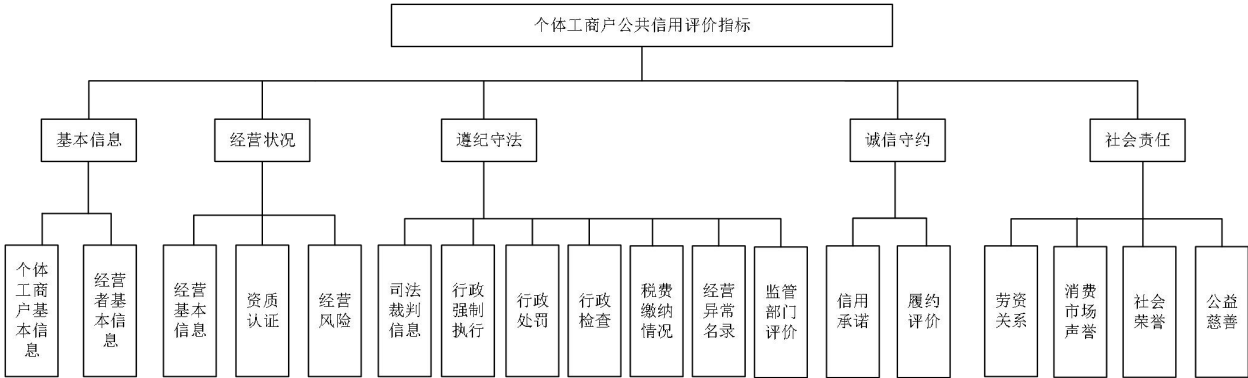 个体工商户公共信用评价指标
基本信息
经营状况
遵纪守法
诚信守约
社会责任
个体
工商
户基
本信
息
经营
者基
本信
息
经营
基本
信息
资质
认证
经营
风险
司法
裁判
信息
行政
强制
执行
行政
处罚
行政
检查
税费
缴纳
情况
经营
异常
名录
监管
部门
评价
信用
承诺
履约
评价
劳资
关系
消费
市场
声誉
社会
荣誉
公益
慈善